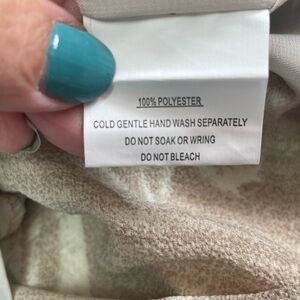 100% POLYESTER
COLD GENTLE HAND WASH SEPARATELY
DO NOT SOAK OR WRING
DO NOT BLEACH